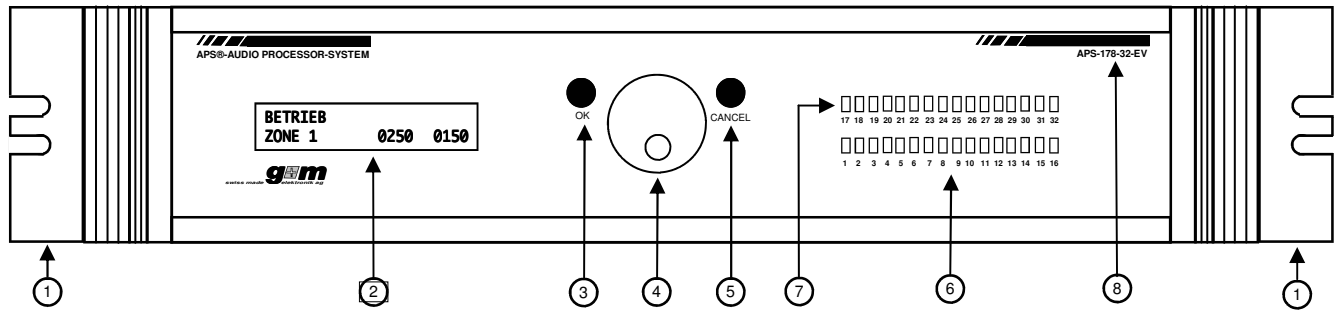 APS®-AUDIO PROCESSOR-SYSTEM
APS-178-32-EV
BETRIEB
ZONE 1 0250 0150
OK
CANCEL
17 18 19 20 21 22 23 24 25 26 27 28 29 30 31 32
1 2 3 4 5 6 7 8 9 10 11 12 13 14 15 16
swiss made g+m elektronik ag
1 2 3 4 5 7 6 8 1